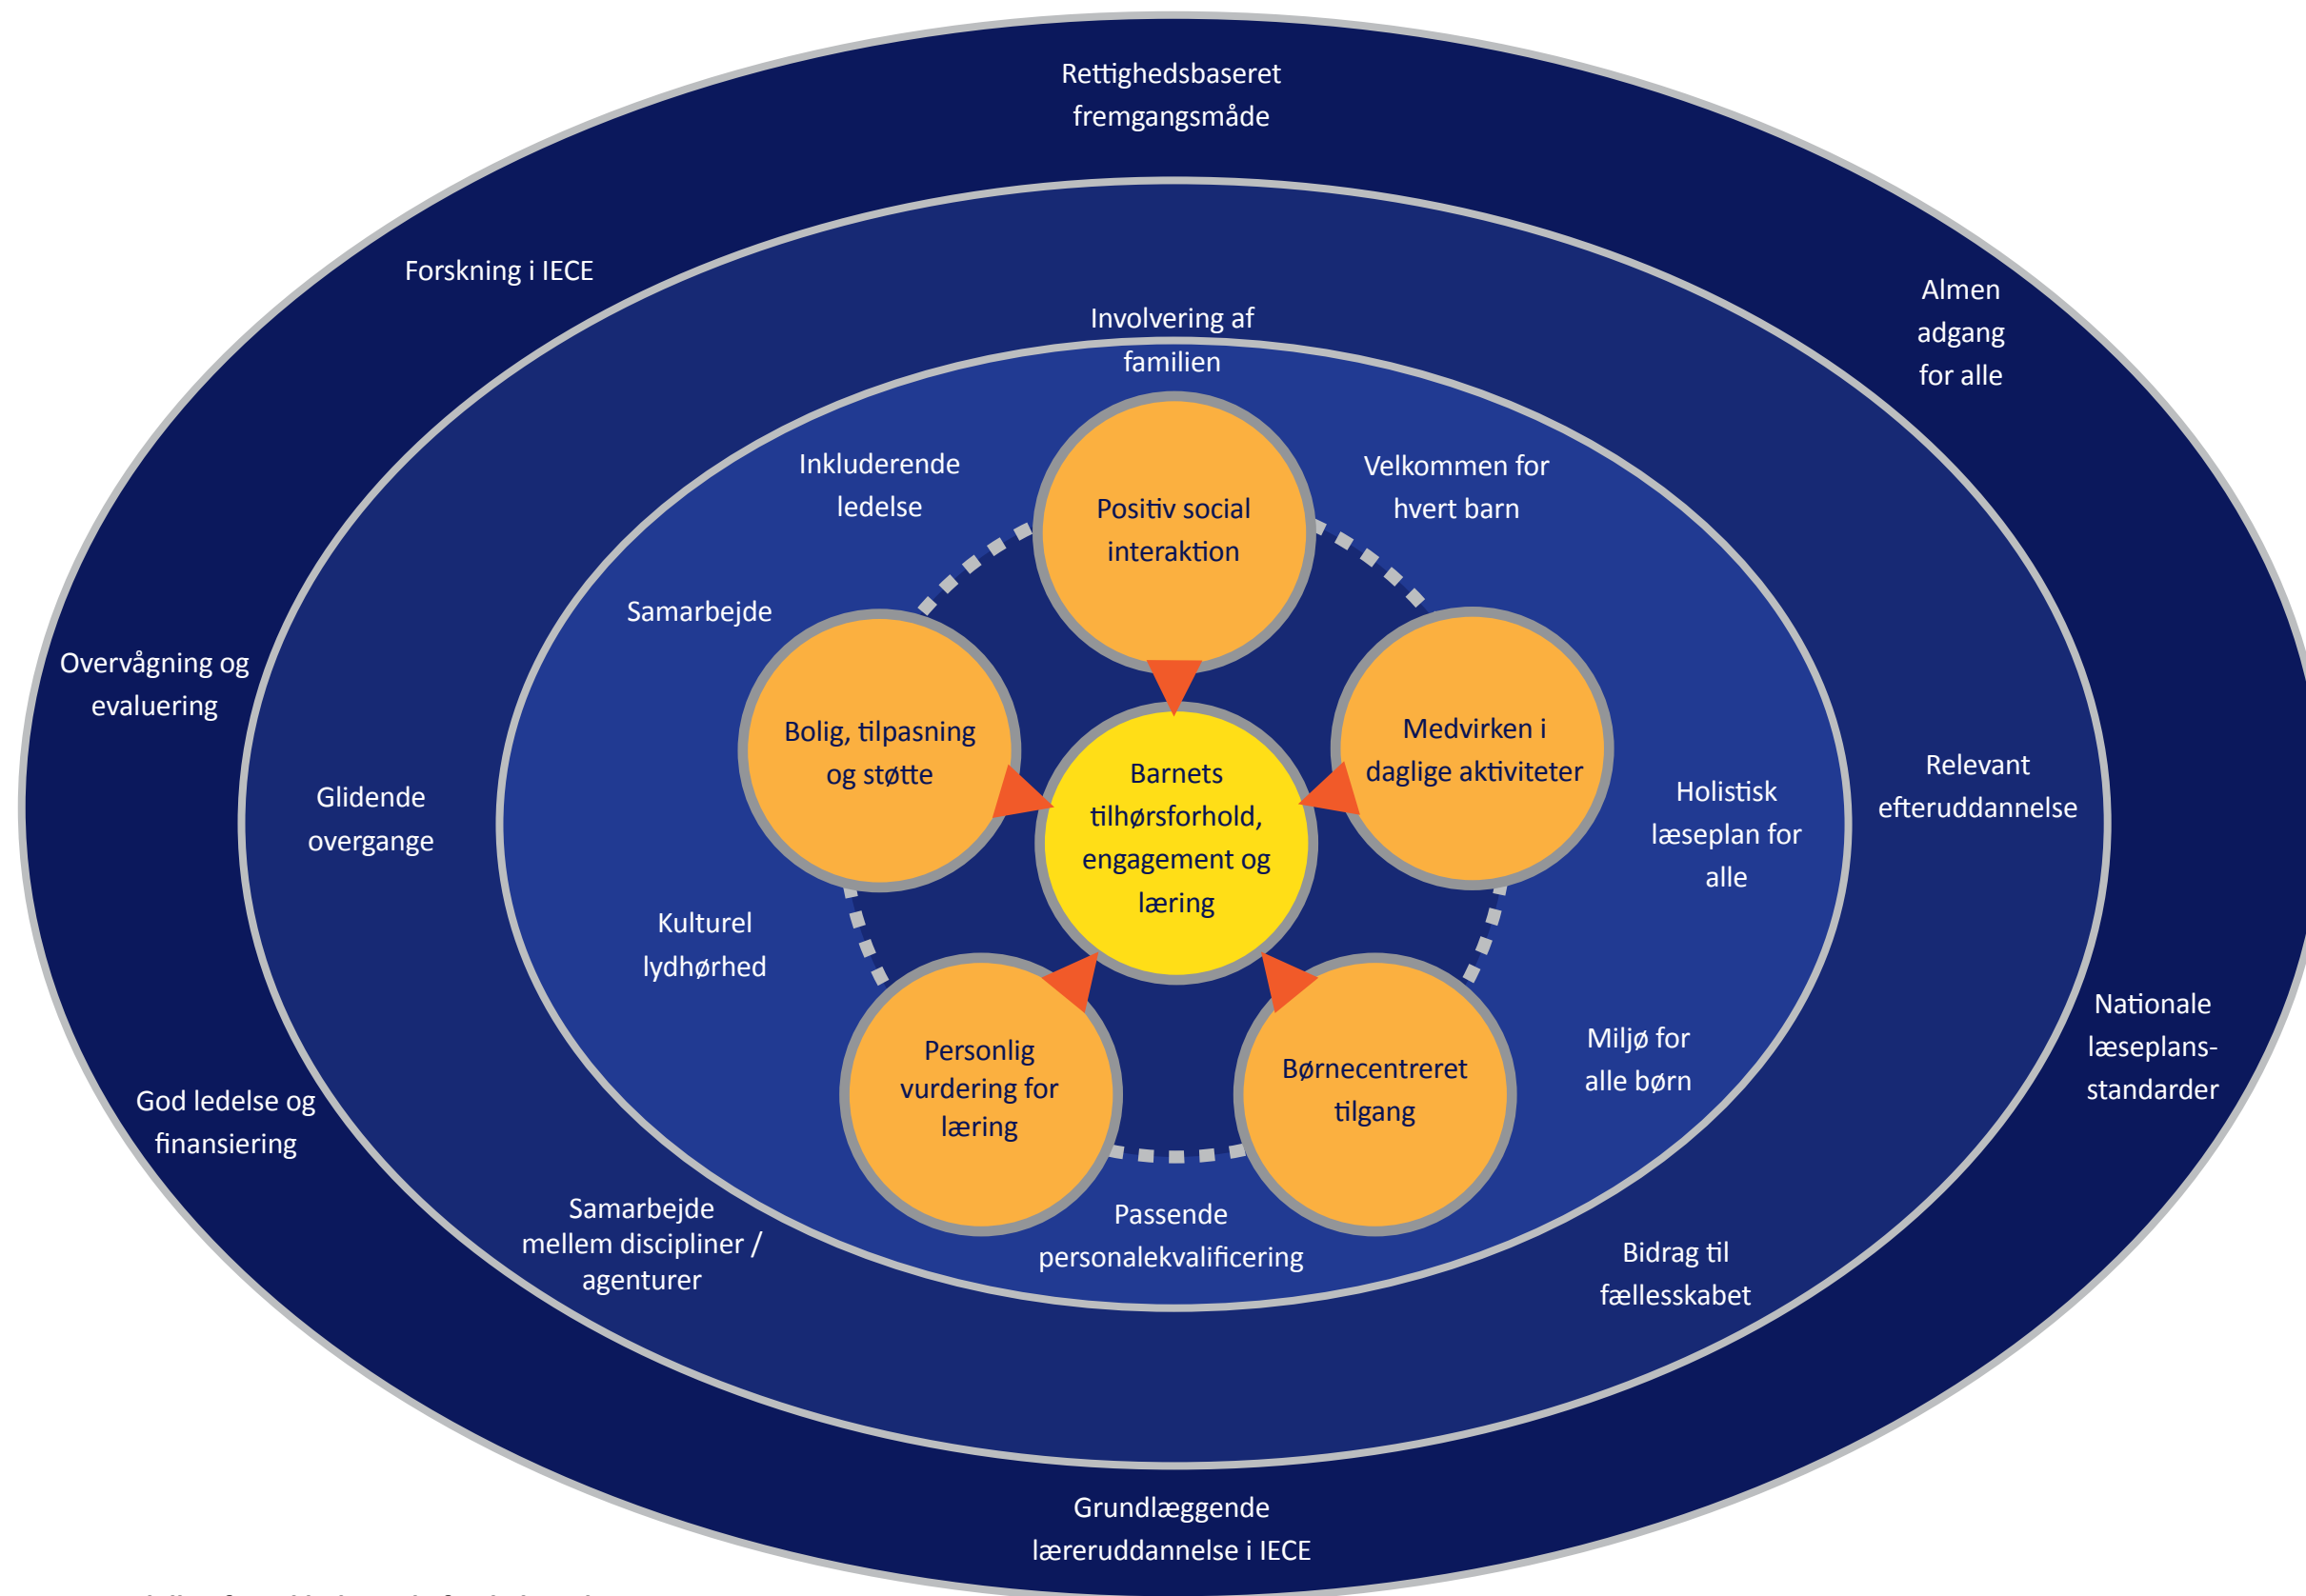 Rettighedsbaseret
fremgangsmåde
Forskning i IECE
Almen
adgang
for alle
Involvering af
familien
Inkluderende
ledelse
Velkommen for
hvert barn
Positiv social
interaktion
Samarbejde
Overvågning og
evaluering
Bolig, tilpasning
og støtte
Medvirken i
daglige aktiviteter
Barnets
tilhørsforhold,
engagement og
læring
Glidende
overgange
Holistisk
læseplan for
alle
Relevant
efteruddannelse
Kulturel
lydhørhed
Nationale
læseplans-
standarder
Miljø for
alle børn
Personlig
vurdering for
læring
Børnecentreret
tilgang
God ledelse og
finansiering
Samarbejde
mellem discipliner /
agenturer
Passende
personalekvalificering
Bidrag til
fællesskabet
Grundlæggende
læreruddannelse i IECE